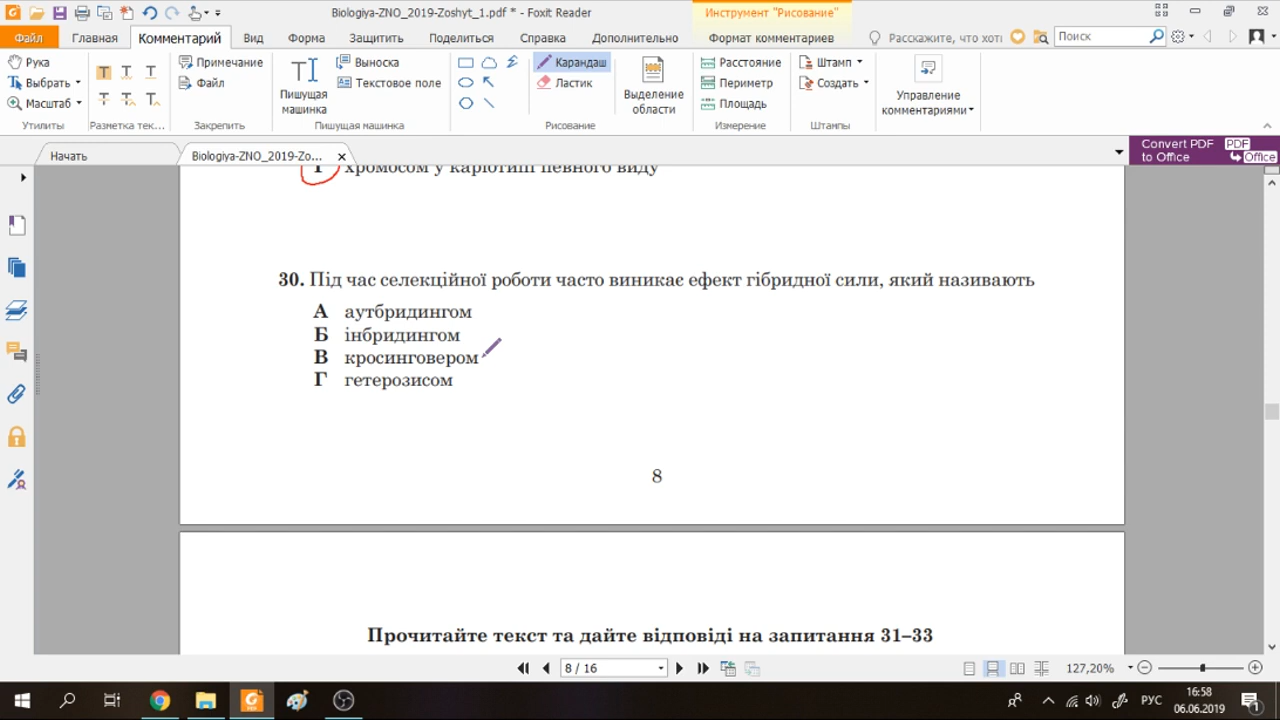 Biologiya-ZNO_2019-Zoshyt_1.pdf * - Foxit Reader
Инструмент "Рисование"
Файл
Главная
Комментарий
Вид
Форма
Защитить
Поделиться
Справка
Дополнительно
Формат комментариев
Расскажите, что хоті
Поиск
Рука
Выбрать
Масштаб
Утилиты
Разметка тек...
Примечание
Файл
Закрепить
Пишущая
машинка
Выноска
Текстовое поле
Пишущая машинка
Карандаш
Ластик
Рисование
Выделение
области
Расстояние
Периметр
Площадь
Измерение
Штамп
Создать
Штампы
Управление
комментариями
Начать
Biologiya-ZNO_2019-Zo...
Convert PDF
to Office
PDF
Office
Г хромосом у каріотипі певного виду
30. Під час селекційної роботи часто виникає ефект гібридної сили, який називають
А аутбридингом
Б інбридингом
В кросинговером
Г гетерозисом
8
Прочитайте текст та дайте відповіді на запитання 31–33
8 / 16
127,20%
РУС
16:58
06.06.2019